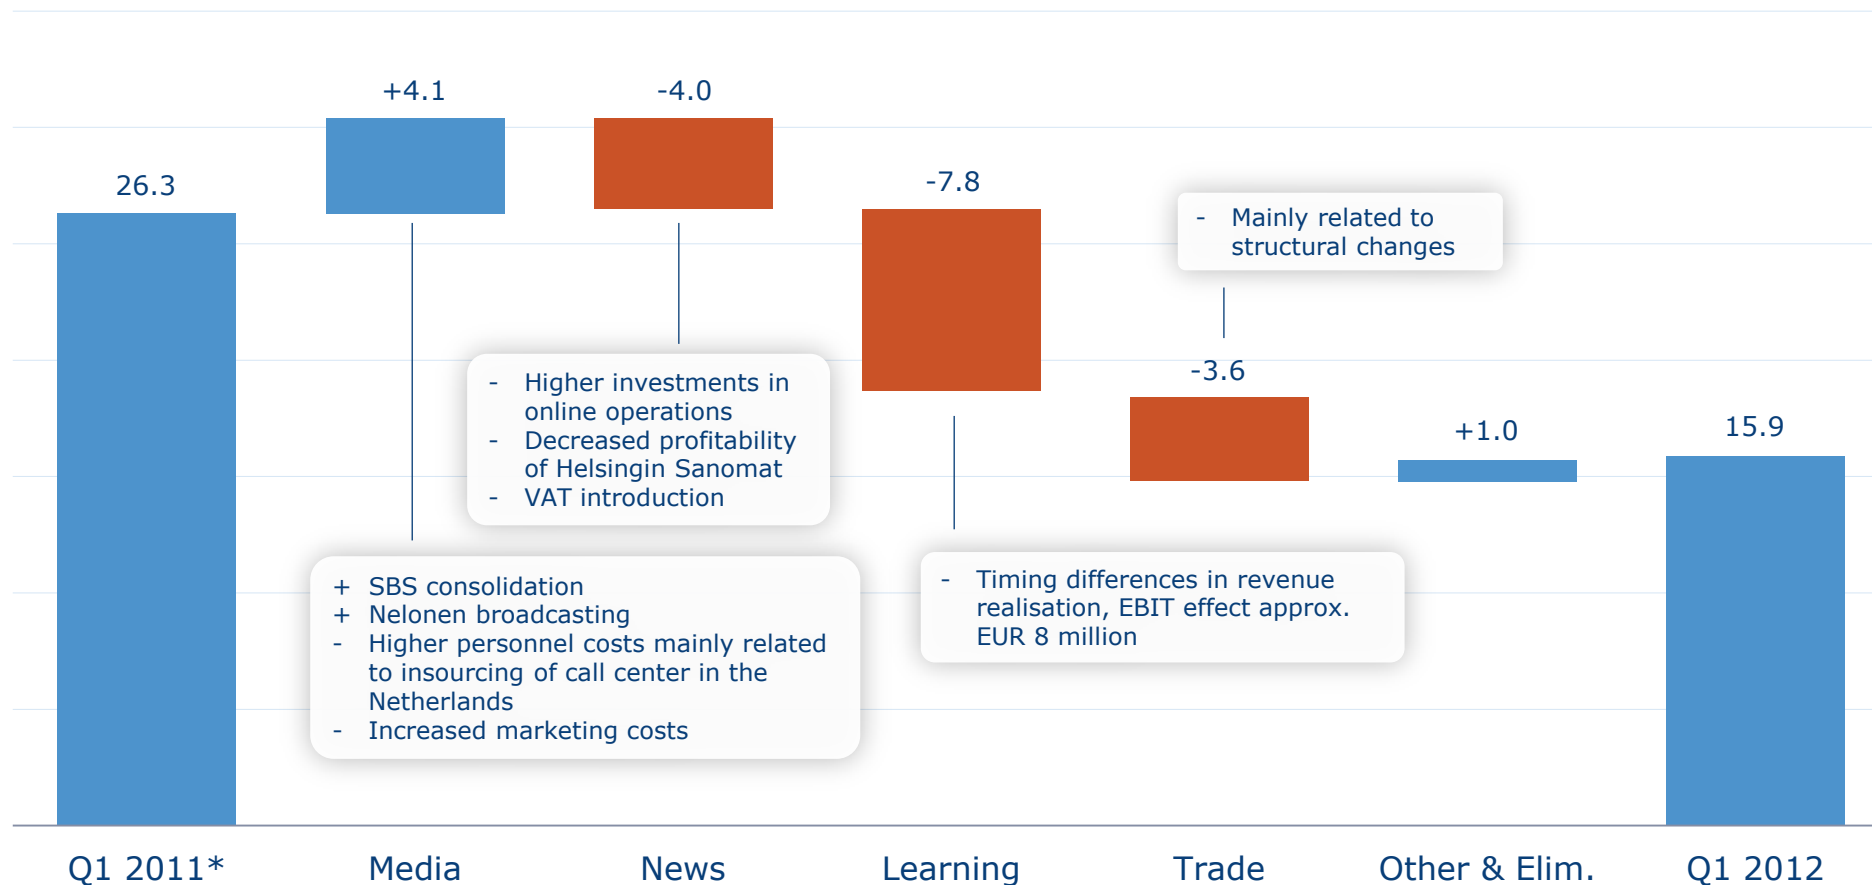 +4.1
-4.0
26.3
-7.8
- Mainly related to
structural changes
- Higher investments in
online operations
- Decreased profitability
of Helsingin Sanomat
- VAT introduction
-3.6
+1.0
15.9
+ SBS consolidation
+ Nelonen broadcasting
- Higher personnel costs mainly related
to insourcing of call center in the
Netherlands
- Increased marketing costs
- Timing differences in revenue
realisation, EBIT effect approx.
EUR 8 million
Q1 2011*
Media
News
Learning
Trade
Other & Elim.
Q1 2012